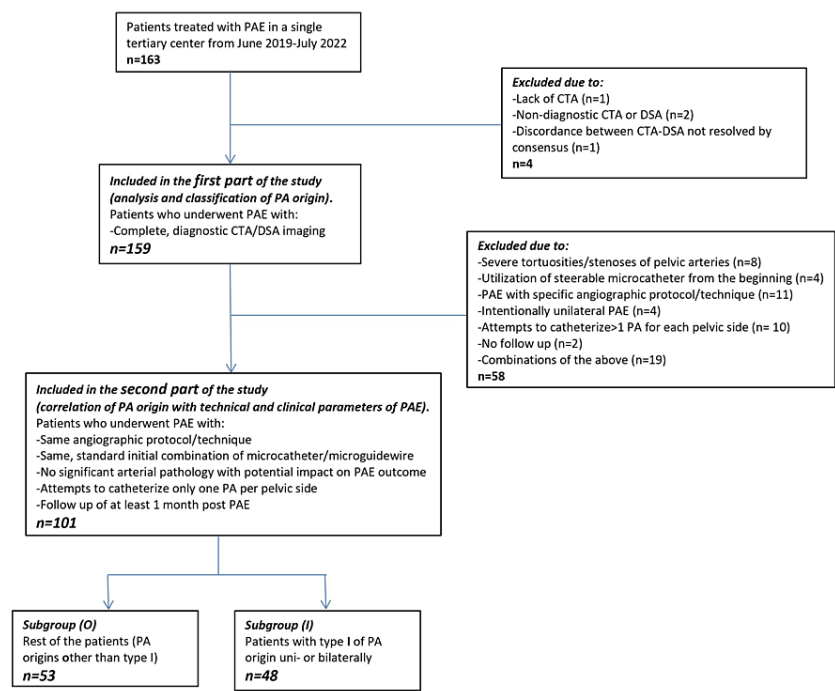 Patients treated with PAE in a single
tertiary center from June 2019-July 2022
n=163
Excluded due to:
-Lack of CTA (n=1)
-Non-diagnostic CTA or DSA (n=2)
-Discordance between CTA-DSA not resolved by
consensus (n=1)
n=4
Included in the first part of the study
(analysis and classification of PA origin).
Patients who underwent PAE with:
-Complete, diagnostic CTA/DSA imaging
n=159
Excluded due to:
-Severe tortuosities/stenoses of pelvic arteries (n=8)
-Utilization of steerable microcatheter from the beginning (n=4)
-PAE with specific angiographic protocol/technique (n=11)
-Intentionally unilateral PAE (n=4)
-Attempts to catheterize>1 PA for each pelvic side (n= 10)
-No follow up (n=2)
-Combinations of the above (n=19)
n=58
Included in the second part of the study
(correlation of PA origin with technical and clinical parameters of PAE).
Patients who underwent PAE with:
-Same angiographic protocol/technique
-Same, standard initial combination of microcatheter/microguidewire
-No significant arterial pathology with potential impact on PAE outcome
-Attempts to catheterize only one PA per pelvic side
-Follow up of at least 1 month post PAE
n=101
Subgroup (O)
Rest of the patients (PA
origins other than type I)
n=53
Subgroup (I)
Patients with type I of PA
origin uni- or bilaterally
n=48